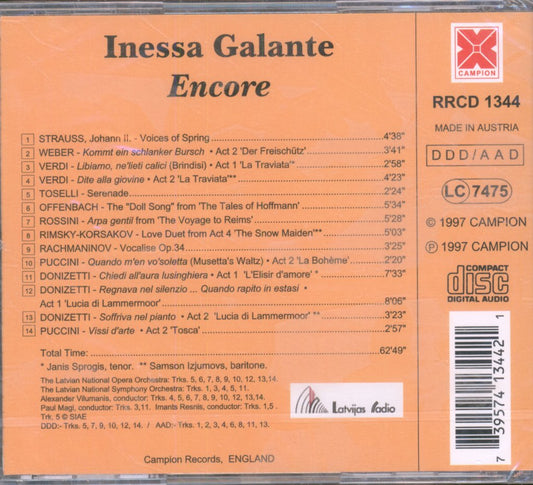 Inessa Galante
Encore
CAMPION
RRCD 1344
MADE IN AUSTRIA
DDD/AAD
LC 7475
© 1997 CAMPION
℗ 1997 CAMPION
COMPACT
disc
DIGITAL AUDIO
1 STRAUSS, Johann II. - Voices of Spring 4'38"
2 WEBER - Kommt ein schlanker Bursch • Act 2 'Der Freischütz' 3'41"
3 VERDI - Libiamo, ne'lieti calici (Brindisi) • Act 1 'La Traviata'* 2'58"
4 VERDI - Dite alla giovine • Act 2 'La Traviata'** 4'23"
5 TOSELLI - Serenade 2'24"
6 OFFENBACH - The "Doll Song" from 'The Tales of Hoffmann' 5'34"
7 ROSSINI - Arpa gentil from 'The Voyage to Reims' 5'28"
8 RIMSKY-KORSAKOV - Love Duet from Act 4 'The Snow Maiden'** 5'03"
9 RACHMANINOV - Vocalise Op.34 3'25"
10 PUCCINI - Quando m'en vo'soletta (Musetta's Waltz) • Act 2 'La Bohème' 2'20"
11 DONIZETTI - Chiedi all'aura lusinghiera • Act 1 'L'Elisir d'amore' * 7'33"
12 DONIZETTI - Regnava nel silenzio ... Quando rapito in estasi •
Act 1 'Lucia di Lammermoor' 8'06"
13 DONIZETTI - Soffriva nel pianto • Act 2 'Lucia di Lammermoor' ** 3'23"
14 PUCCINI - Vissi d'arte • Act 2 'Tosca' 2'57"
Total Time: 62'49"
* Janis Sprogis, tenor. ** Samson Izjumovs, baritone.
The Latvian National Opera Orchestra: Trks. 5, 6, 7, 8, 9, 10, 12, 13,14.
The Latvian National Symphony Orchestra: Trks. 1, 3, 4, 5, 11.
Alexander Vilumanis, conductor: Trks. 4, 5, 6, 7, 8, 9, 10, 12, 13, 14.
Paul Magi, conductor: Trks. 3,11. Imants Resnis, conductor: Trks. 1,5 .
Trk. 5 © SIAE
DDD:- Trks. 5, 7, 9, 10, 12, 14. / AAD:- Trks. 1, 2, 3, 4, 6, 8, 11, 13.
Latvijas Radio
7 39574 13442 1
Campion Records, ENGLAND